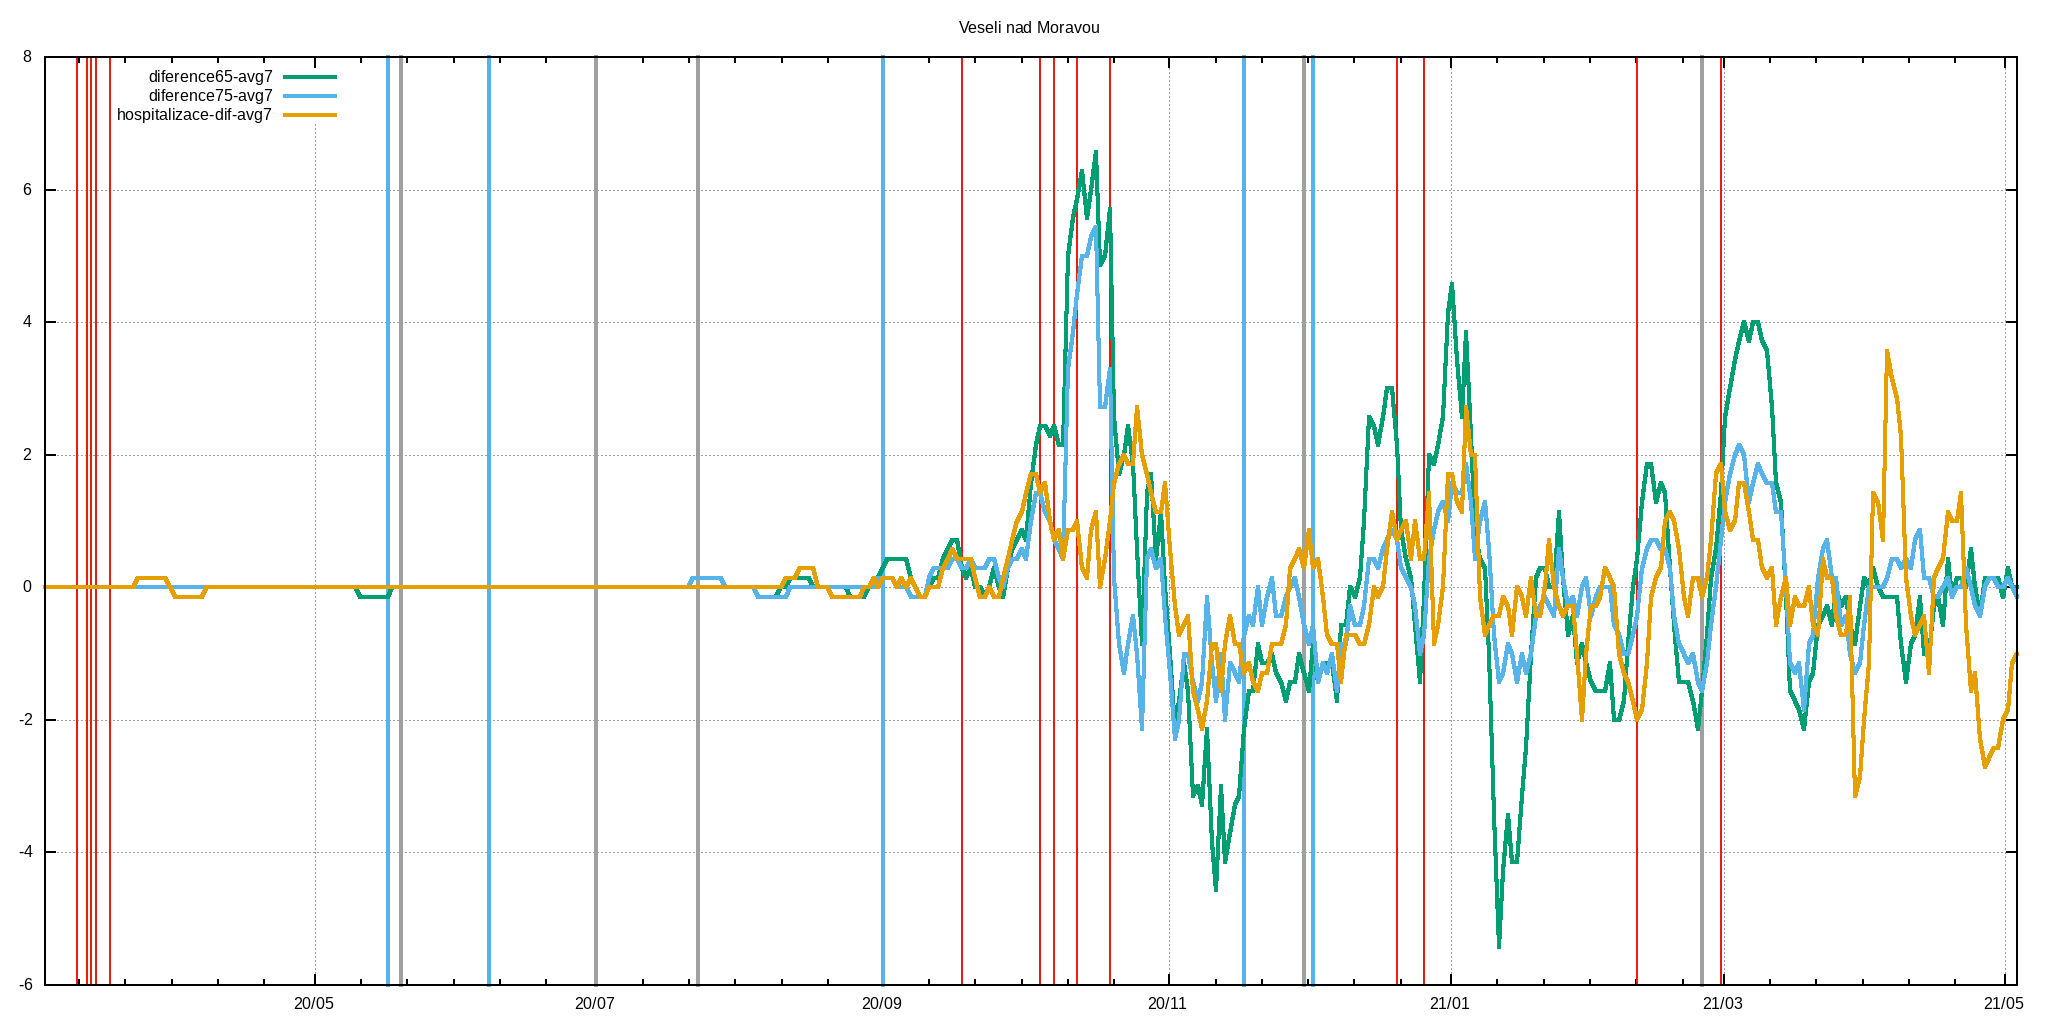 Veseli nad Moravou
diference65-avg7
diference75-avg7
hospitalizace-dif-avg7
8
6
4
2
0
-2
-4
-6
20/05 20/07 20/09 20/11 21/01 21/03 21/05